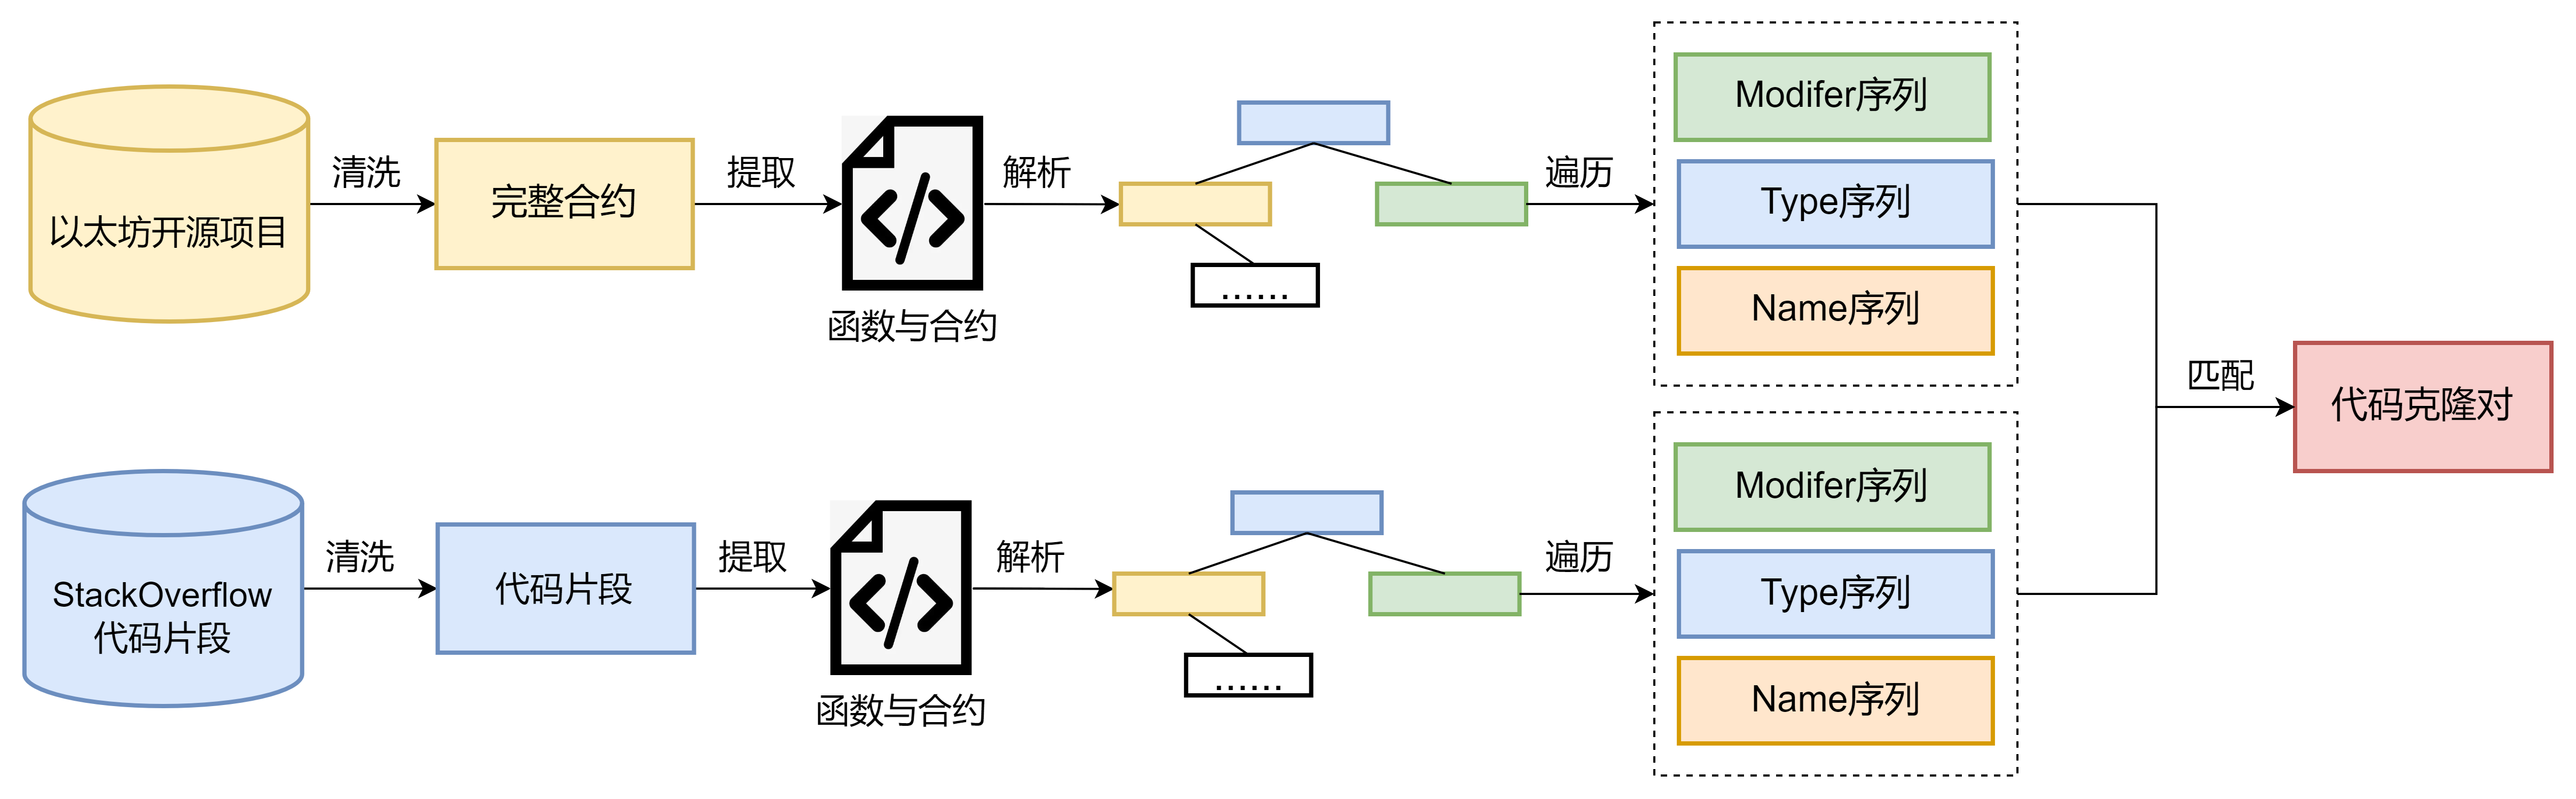 以太坊开源项目
清洗
完整合约
提取
函数与合约
解析
......
遍历
Modifer序列
Type序列
Name序列
StackOverflow
代码片段
清洗
代码片段
提取
函数与合约
解析
......
遍历
Modifer序列
Type序列
Name序列
匹配
代码克隆对